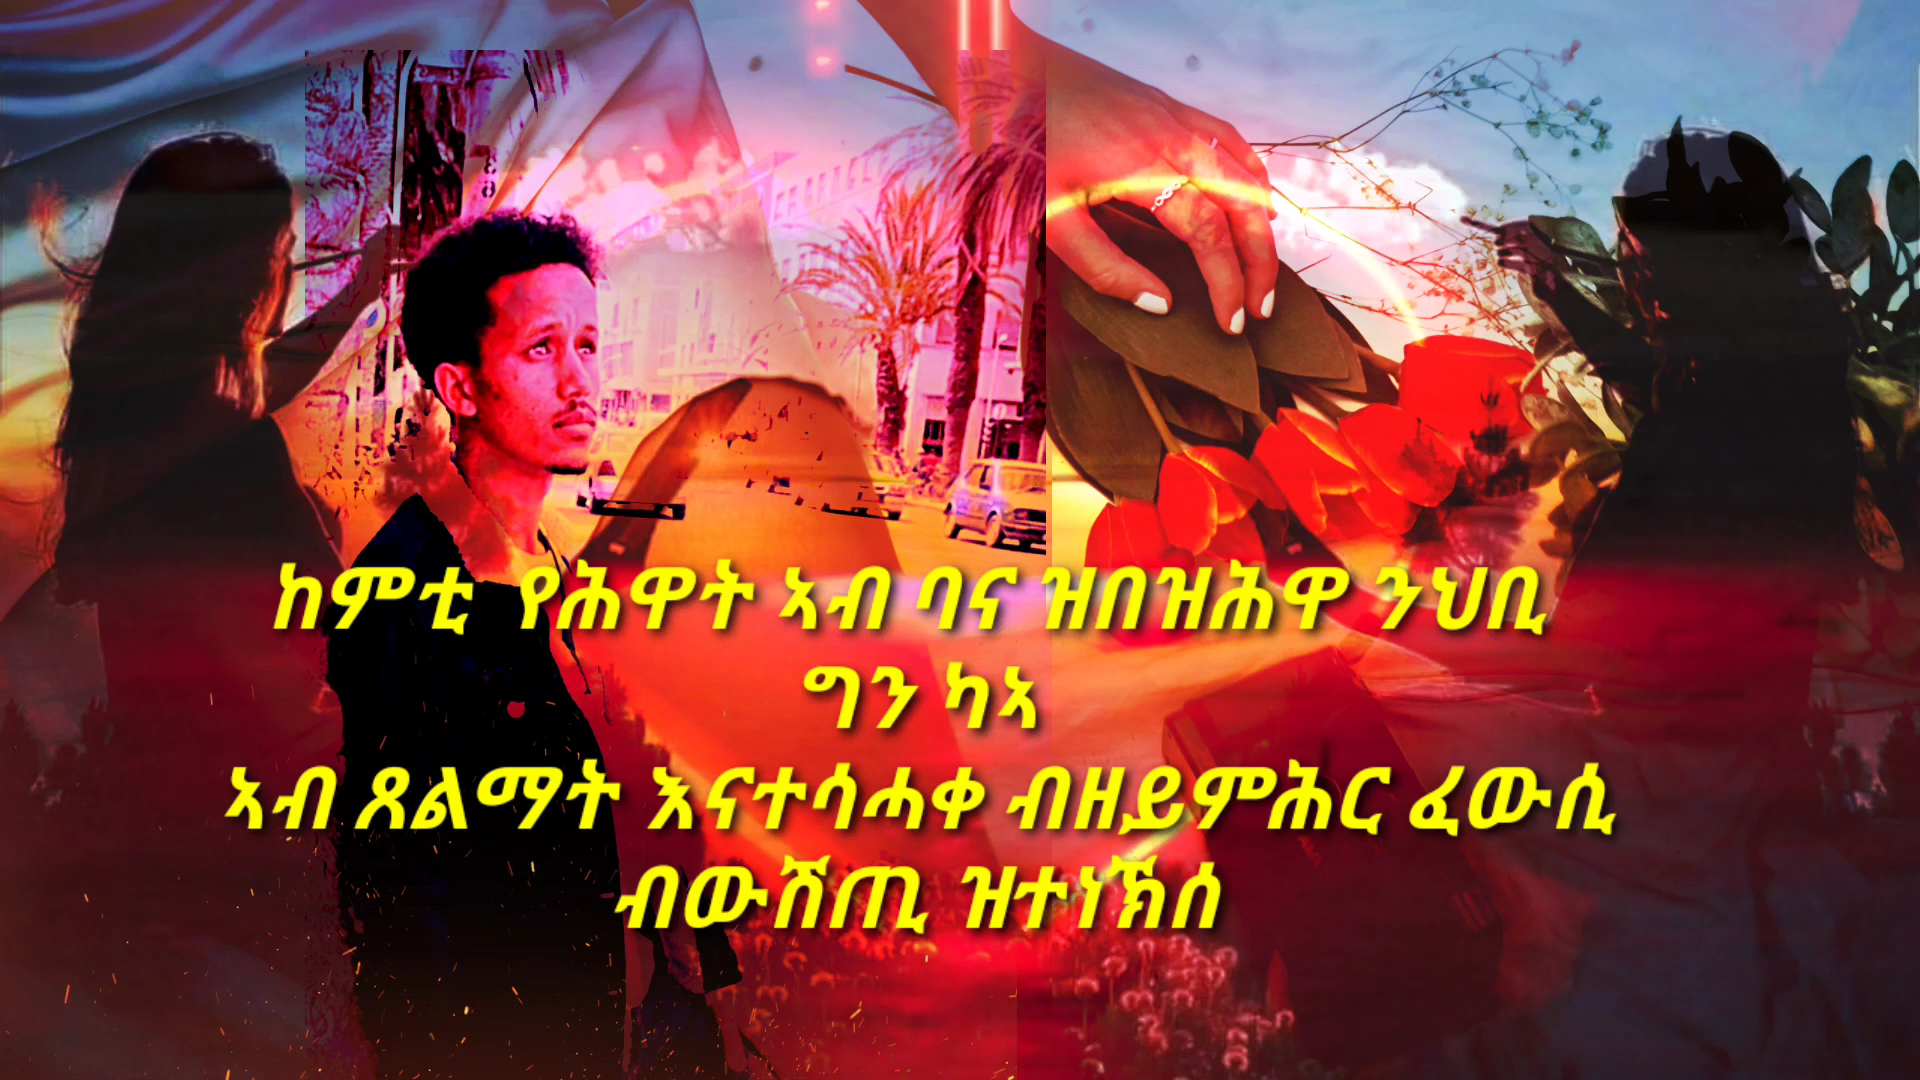 ከምቲ የሕዋት ኣብ ባና ዝበዝሕዋ ንህቢ
ግን ካኣ
ኣብ ጸልማት እናተሳሓቀ ብዘይምሕር ፈውሲ
ብውሽጢ ዝተነኽሰ